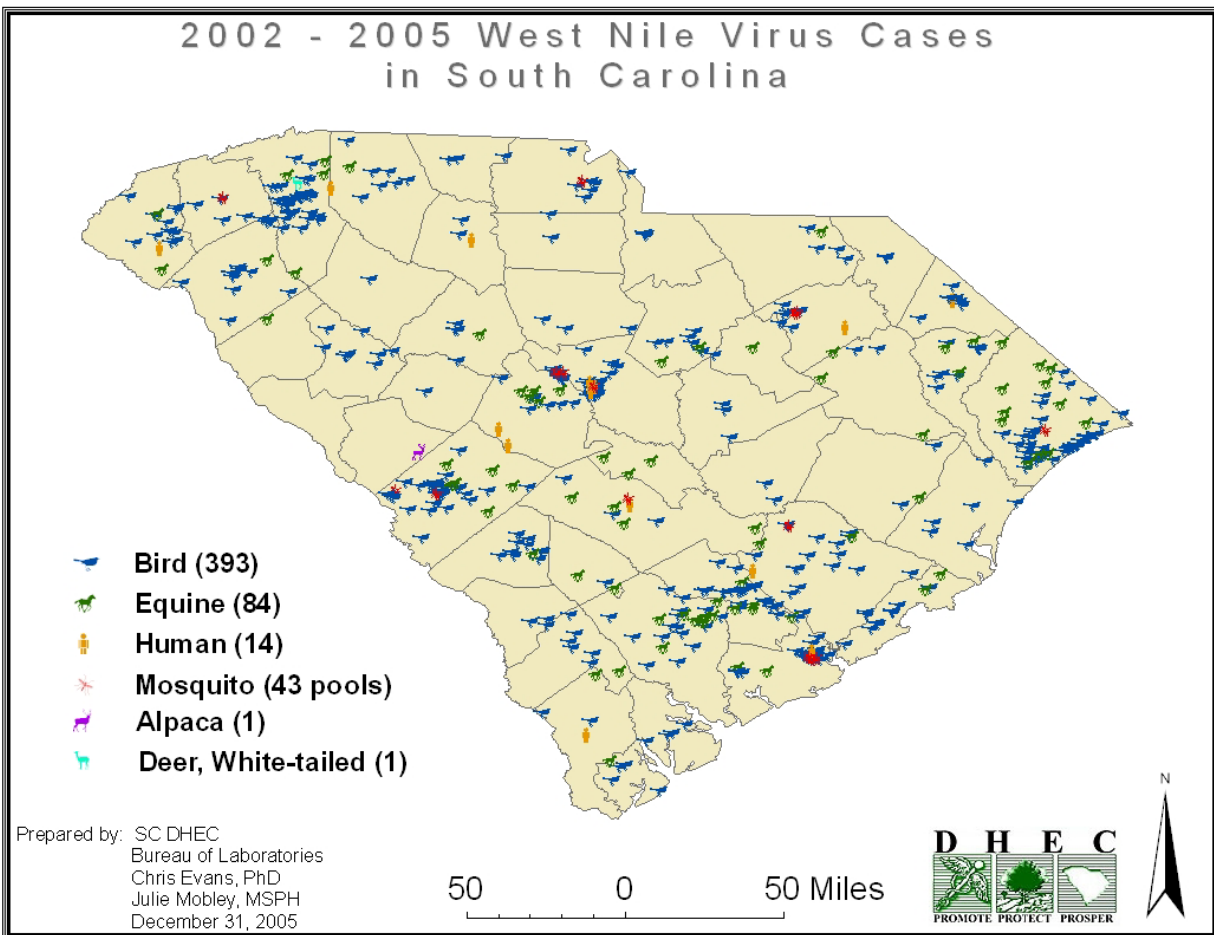 2002 - 2005 West Nile Virus Cases
in South Carolina
Bird (393)
Equine (84)
Human (14)
Mosquito (43 pools)
Alpaca (1)
Deer, White-tailed (1)
Prepared by: SC DHEC
Bureau of Laboratories
Chris Evans, PhD
Julie Mobley, MSPH
December 31, 2005
50 0 50 Miles
D H E C
PROMOTE PROTECT PROSPER
N